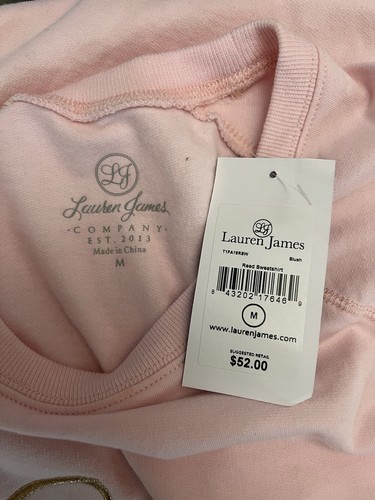 LJ
Lauren James
·COMPANY·
EST. 2013
Made in China
M
LJ
Lauren James
Blush
Reed Sweatshirt
8 43202 17646 9
M
www.laurenjames.com
SUGGESTED RETAIL
$52.00